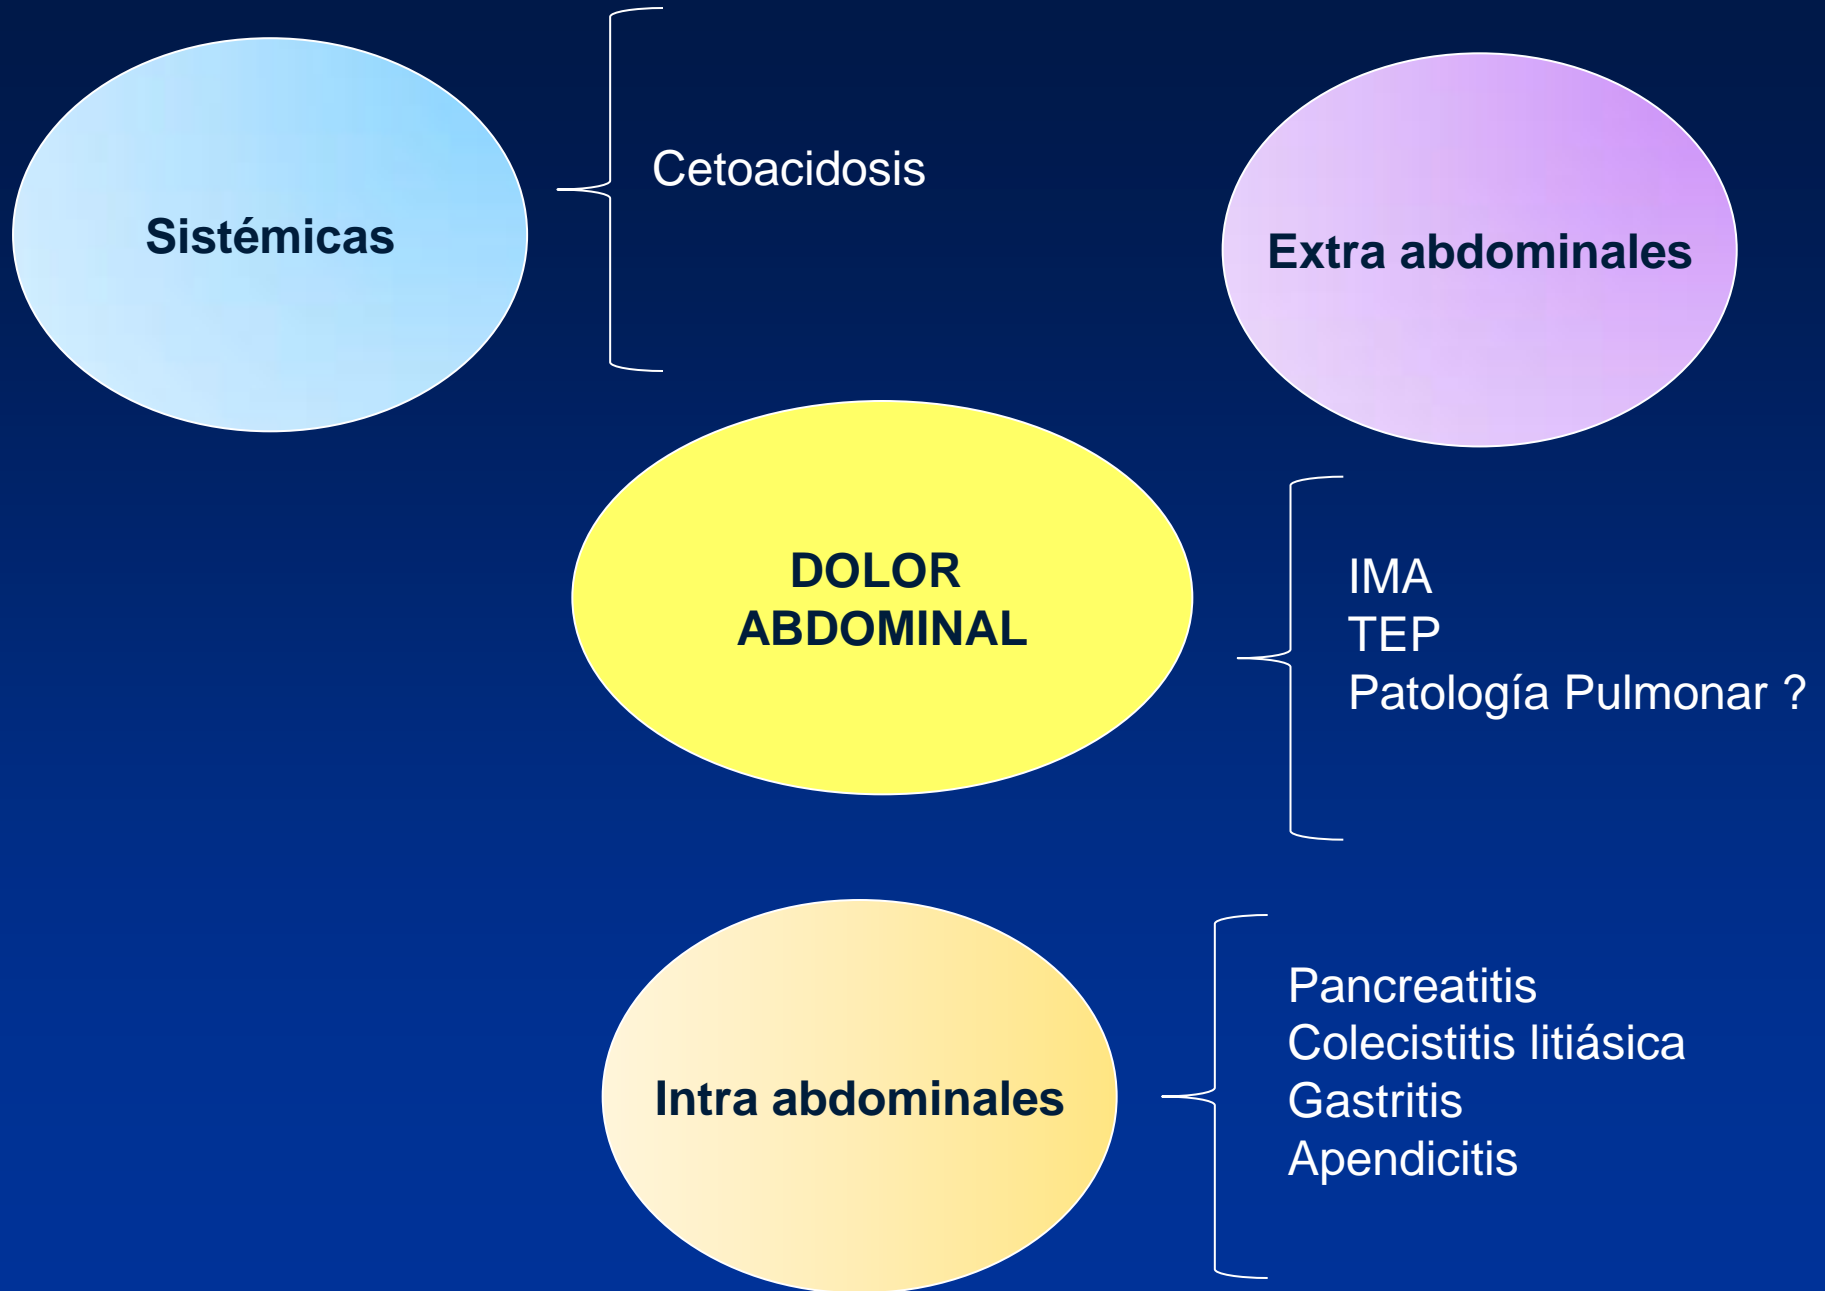 Sistémicas
Cetoacidosis
Extra abdominales
DOLOR
ABDOMINAL
IMA
TEP
Patología Pulmonar ?
Intra abdominales
Pancreatitis
Colecistitis litiásica
Gastritis
Apendicitis